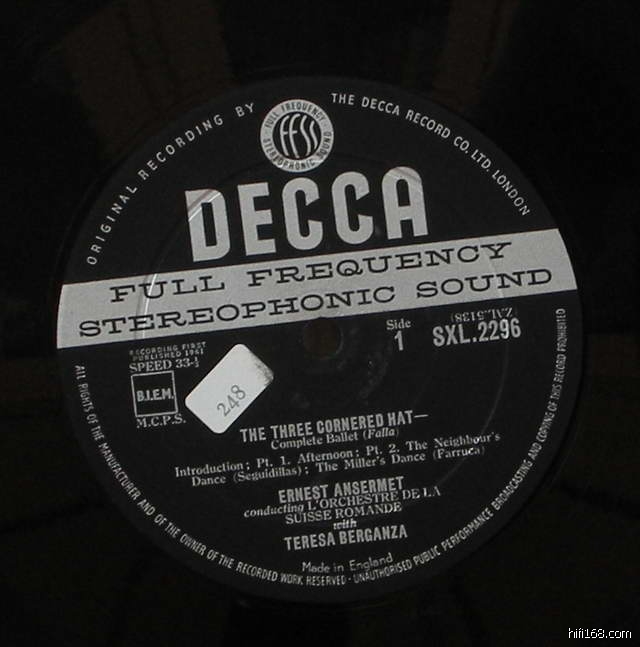 ORIGINAL RECORDING BY THE DECCA RECORD CO. LTD. LONDON
FULL FREQUENCY
FFSS
STEREOPHONIC SOUND
DECCA
FULL FREQUENCY
STEREOPHONIC SOUND
RECORDING FIRST
PUBLISHED 1961
SPEED 33⅓
B.I.E.M.
M.C.P.S.
248
Side
1
(ZAL.5138)
SXL.2296
THE THREE CORNERED HAT—
Complete Ballet (Falla)
Introduction; Pt. 1. Afternoon; Pt. 2. The Neighbour's
Dance (Seguidillas); The Miller's Dance (Farruca)
ERNEST ANSERMET
conducting L'ORCHESTRE DE LA
SUISSE ROMANDE
with
TERESA BERGANZA
Made in England
ALL RIGHTS OF THE MANUFACTURER AND OF THE OWNER OF THE RECORDED WORK RESERVED · UNAUTHORISED PUBLIC PERFORMANCE BROADCASTING AND COPYING OF THIS RECORD PROHIBITED
hifi168.com